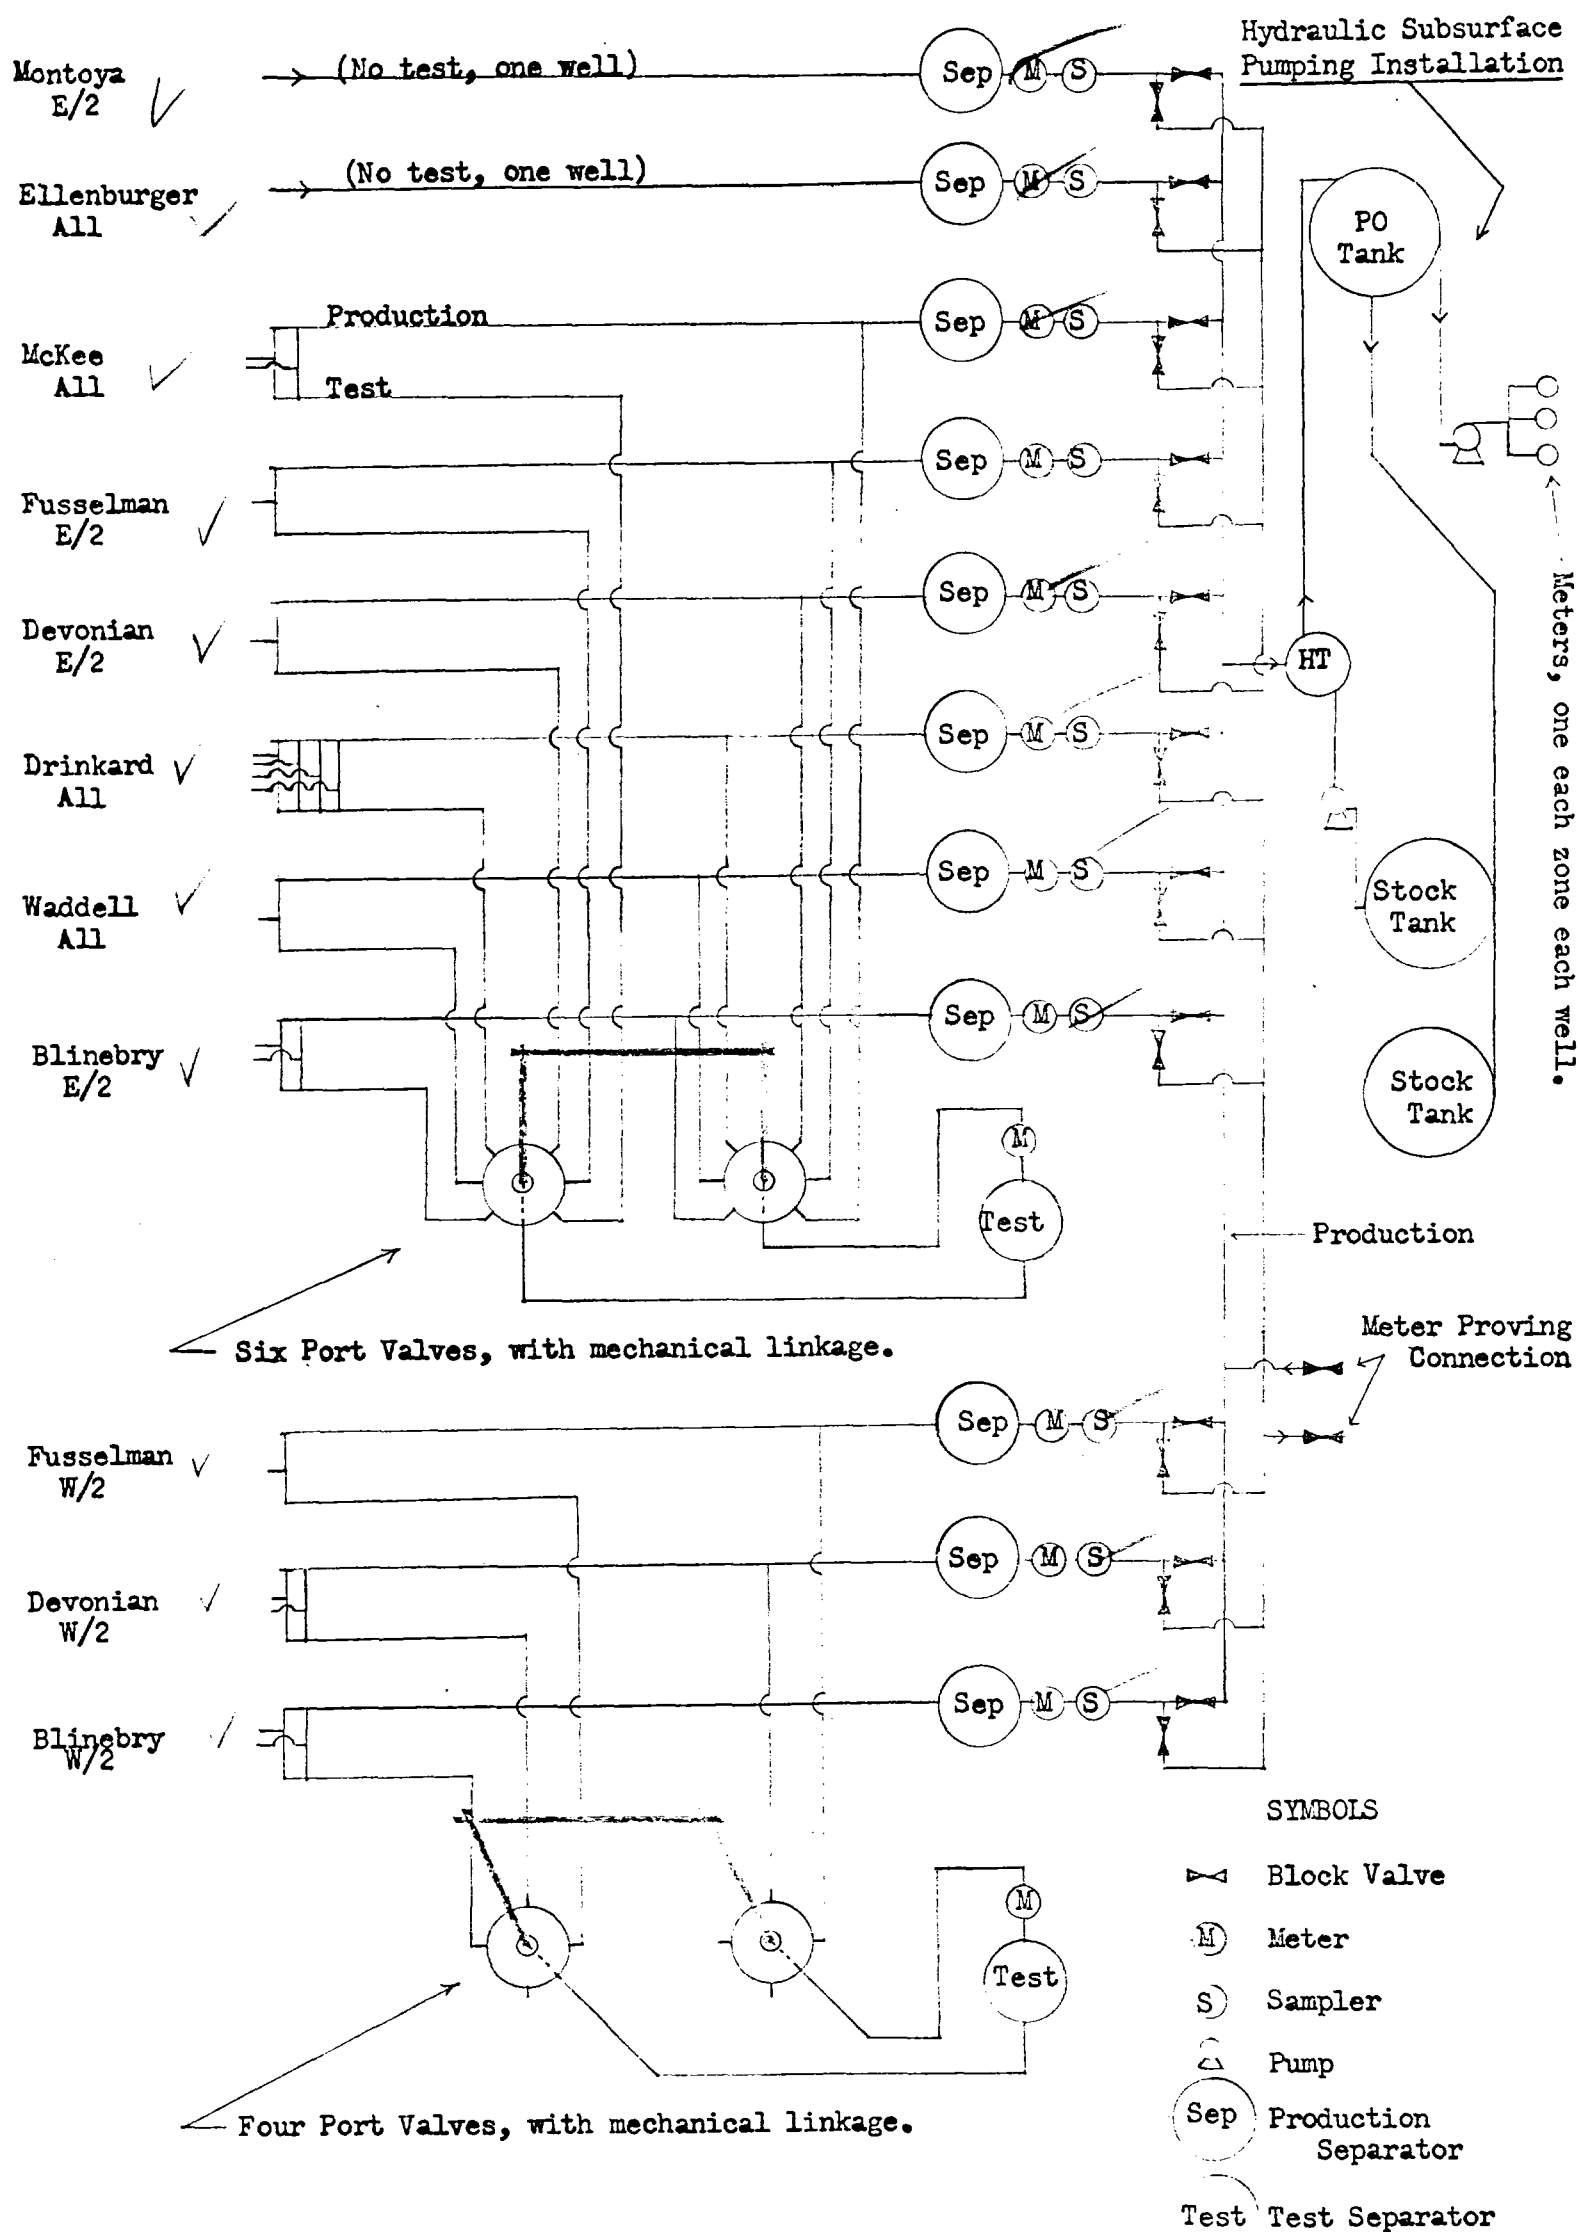 Hydraulic Subsurface
Pumping Installation
Montoya
E/2
(No test, one well)
Sep
M
S
Ellenburger
All
(No test, one well)
Sep
M
S
PO
Tank
McKee
All
Production
Test
Sep
M
S
Fusselman
E/2
Sep
M
S
Devonian
E/2
Sep
M
S
HT
Meters, one each zone each well.
Drinkard
All
Sep
M
S
Waddell
All
Sep
M
S
Stock
Tank
Blinebry
E/2
Sep
M
S
Stock
Tank
M
Test
Production
Six Port Valves, with mechanical linkage.
Meter Proving
Connection
Fusselman
W/2
Sep
M
S
Devonian
W/2
Sep
M
S
Blinebry
W/2
Sep
M
S
M
Test
Four Port Valves, with mechanical linkage.
SYMBOLS
Block Valve
M Meter
S Sampler
Pump
Sep Production
Separator
Test Test Separator